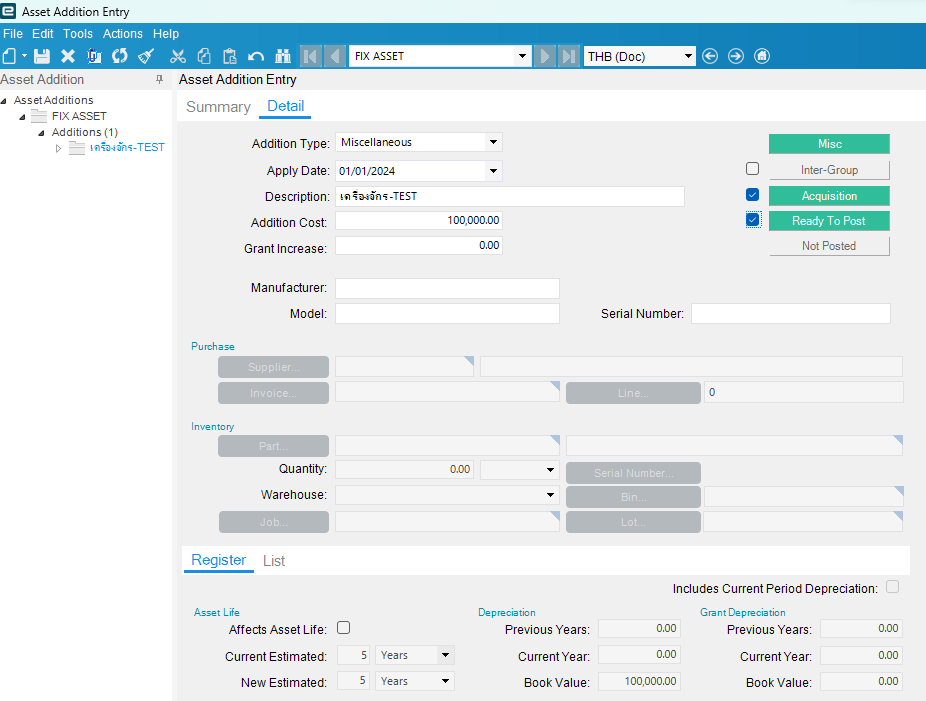 Asset Addition Entry
File Edit Tools Actions Help
FIX ASSET THB (Doc)
Asset Addition
Asset Additions
FIX ASSET
Additions (1)
เครื่องจักร-TEST
Asset Addition Entry
Summary Detail
Addition Type: Miscellaneous Misc
Apply Date: 01/01/2024 Inter-Group
Description: เครื่องจักร-TEST Acquisition
Addition Cost: 100,000.00 Ready To Post
Grant Increase: 0.00 Not Posted
Manufacturer:
Model: Serial Number:
Purchase
Supplier...
Invoice... Line... 0
Inventory
Part...
Quantity: 0.00 Serial Number...
Warehouse: Bin...
Job... Lot...
Register List
Includes Current Period Depreciation:
Asset Life Depreciation Grant Depreciation
Affects Asset Life: Previous Years: 0.00 Previous Years: 0.00
Current Estimated: 5 Years Current Year: 0.00 Current Year: 0.00
New Estimated: 5 Years Book Value: 100,000.00 Book Value: 0.00